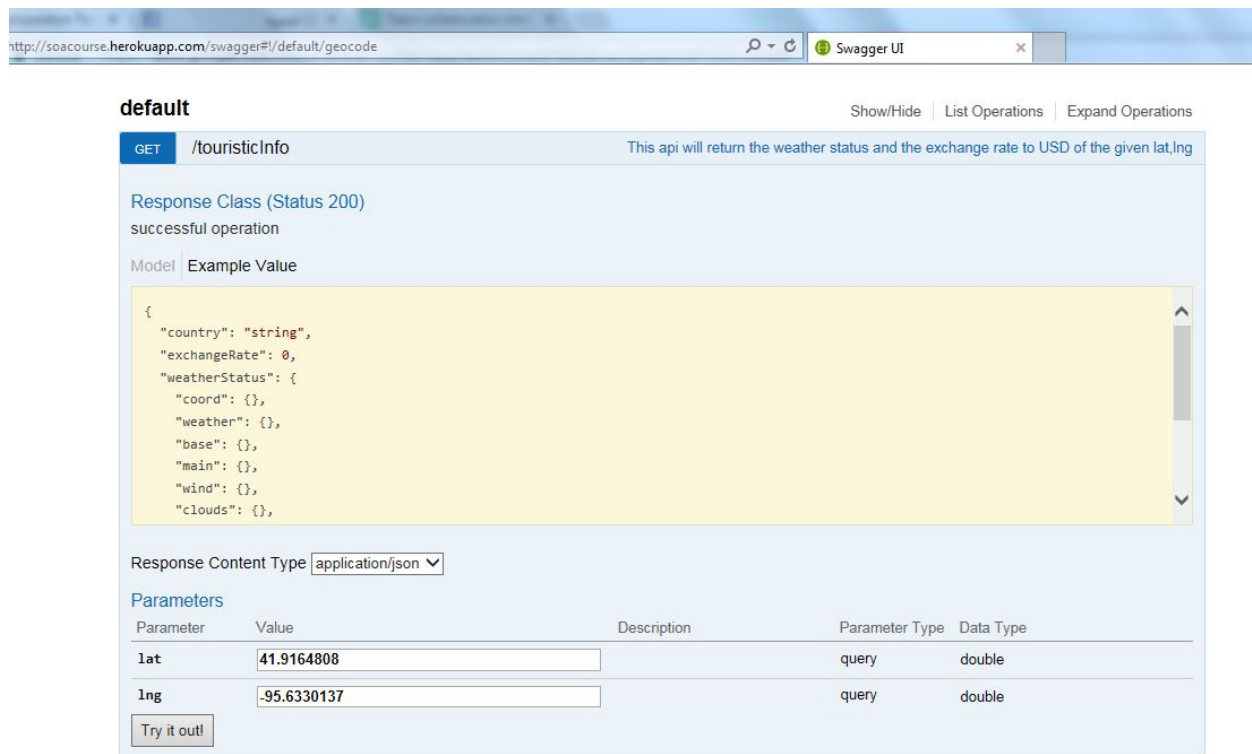 http://soacourse.herokuapp.com/swagger#!/default/geocode
Swagger UI
default
Show/Hide List Operations Expand Operations
GET /touristicInfo This api will return the weather status and the exchange rate to USD of the given lat,lng
Response Class (Status 200)
successful operation
Model Example Value
{
"country": "string",
"exchangeRate": 0,
"weatherStatus": {
"coord": {},
"weather": {},
"base": {},
"main": {},
"wind": {},
"clouds": {},
Response Content Type application/json
Parameters
Parameter Value Description Parameter Type Data Type
lat 41.9164808 query double
lng -95.6330137 query double
Try it out!